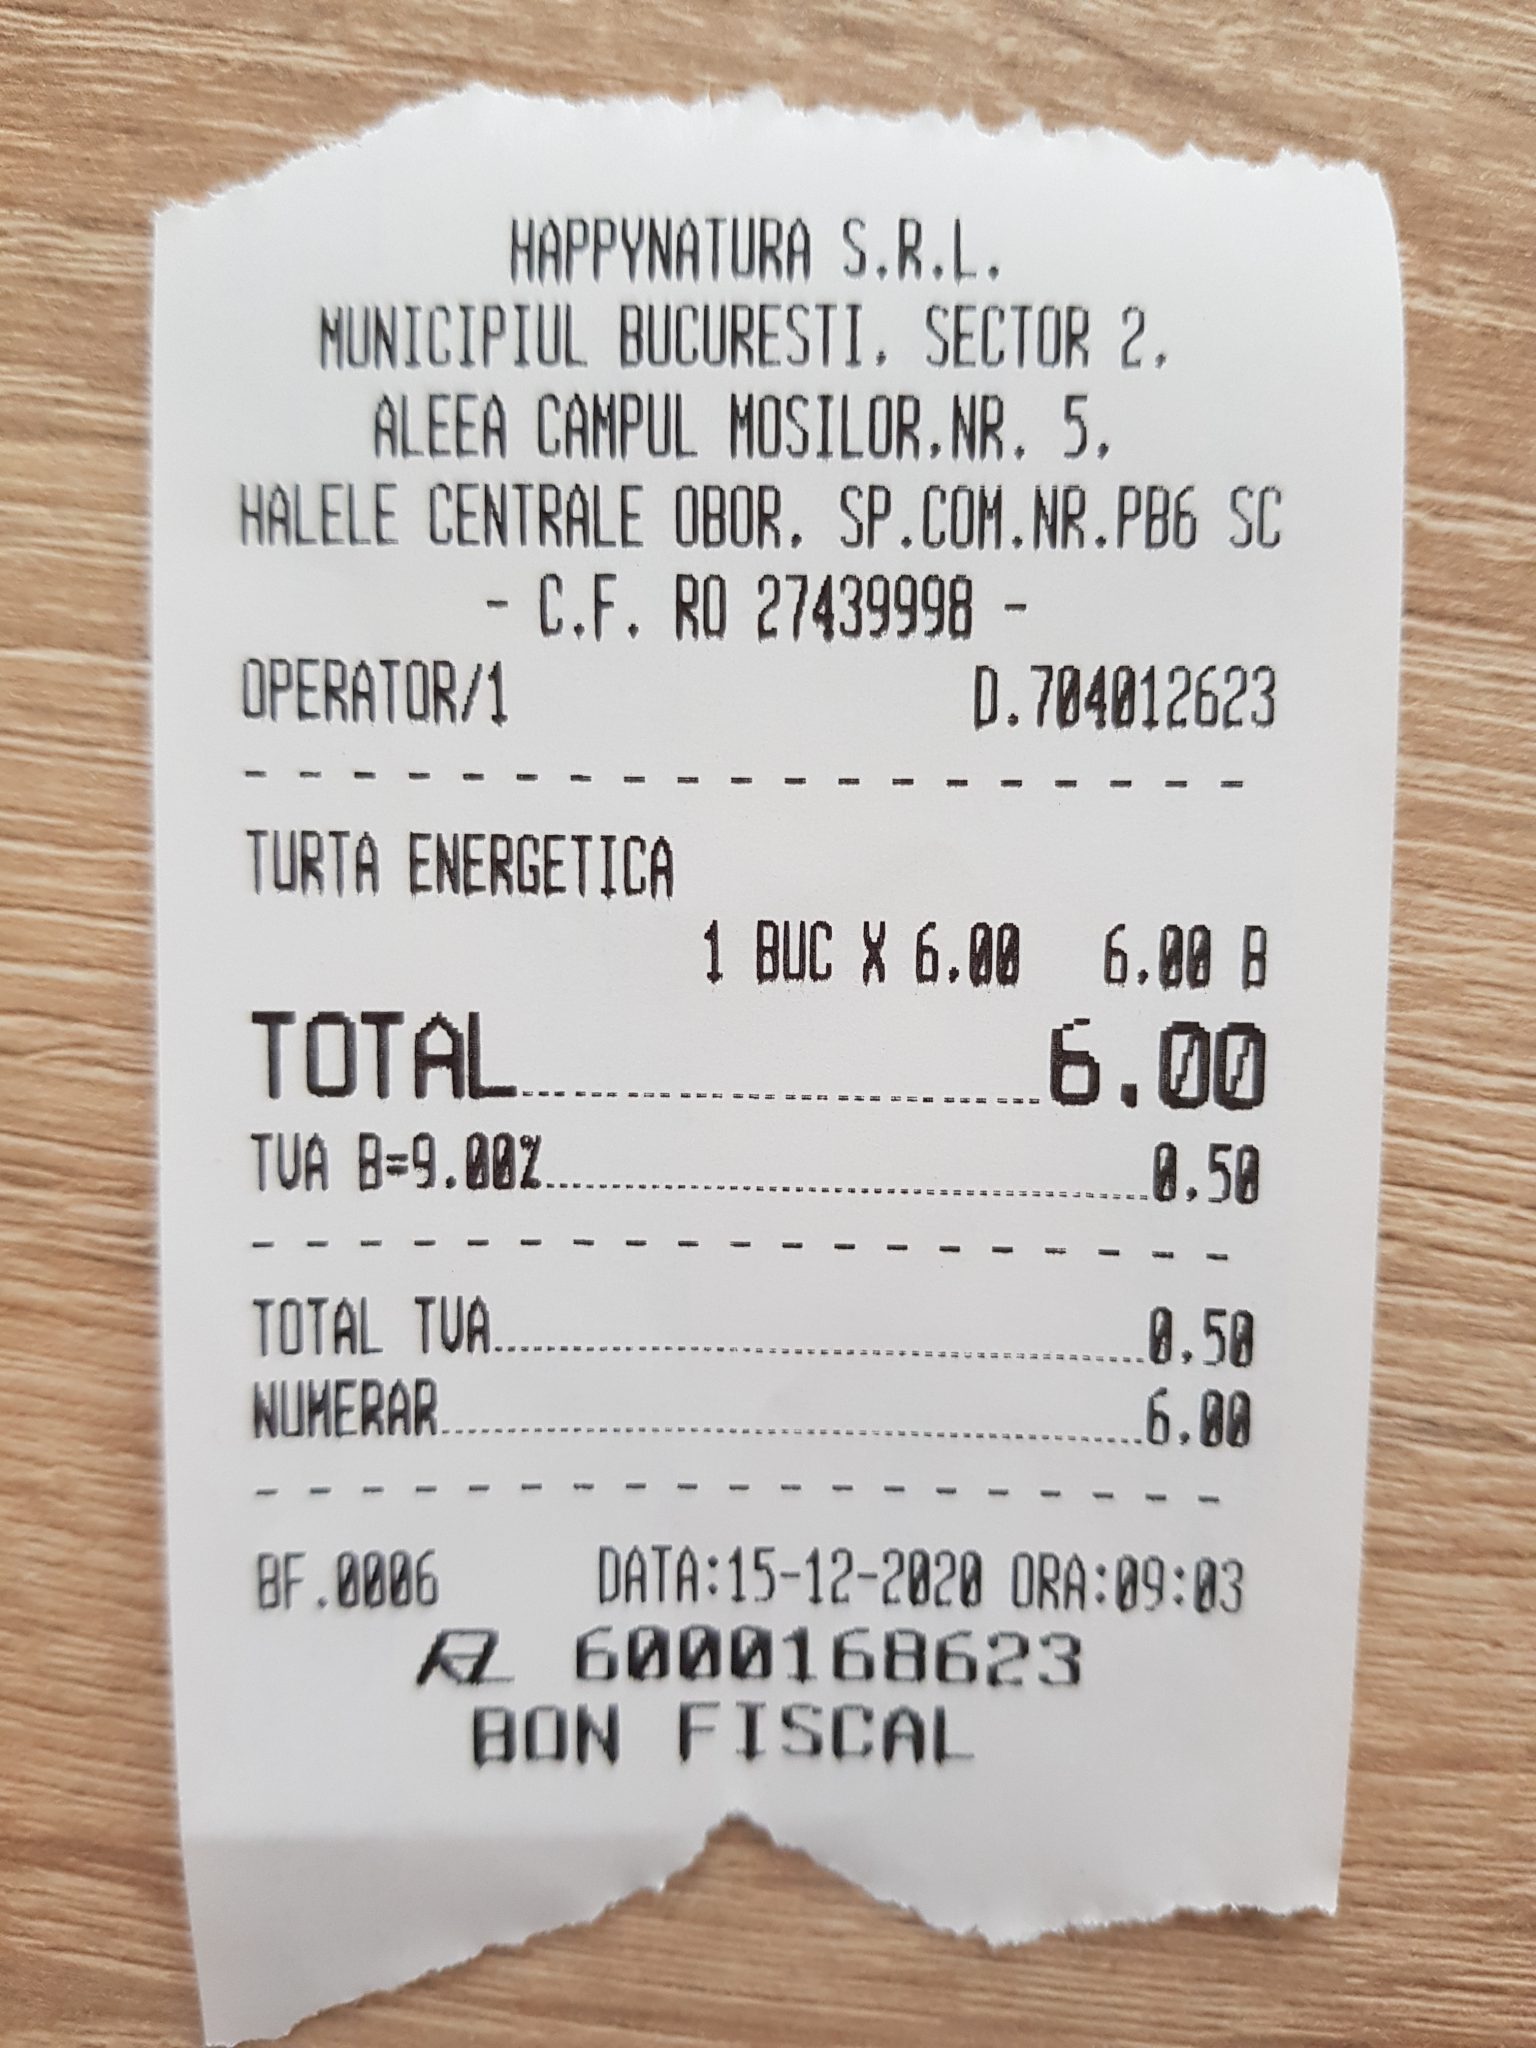 HAPPYNATURA S.R.L.
MUNICIPIUL BUCURESTI, SECTOR 2,
ALEEA CAMPUL MOSILOR,NR. 5,
HALELE CENTRALE OBOR, SP.COM.NR.PB6 SC
- C.F. RO 27439998 -
OPERATOR/1 D.704012623
- - - - - - - - - - - - - - - - - - -
TURTA ENERGETICA
1 BUC X 6.00 6.00 B
TOTAL....................6.00
TVA B=9.00%....................0.50
- - - - - - - - - - - - - - - - - - -
TOTAL TVA....................0.50
NUMERAR....................6.00
- - - - - - - - - - - - - - - - - - -
BF.0006 DATA:15-12-2020 ORA:09:03
6000168623
BON FISCAL